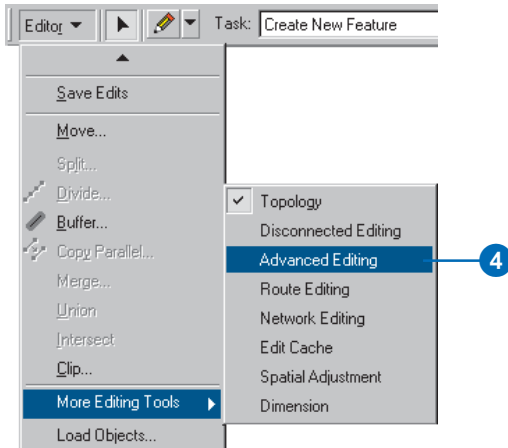 Editor
Task: Create New Feature
Save Edits
Move...
Split...
Divide...
Buffer...
Copy Parallel...
Merge...
Union
Intersect
Clip...
More Editing Tools
Load Objects...
Topology
Disconnected Editing
Advanced Editing
Route Editing
Network Editing
Edit Cache
Spatial Adjustment
Dimension
4